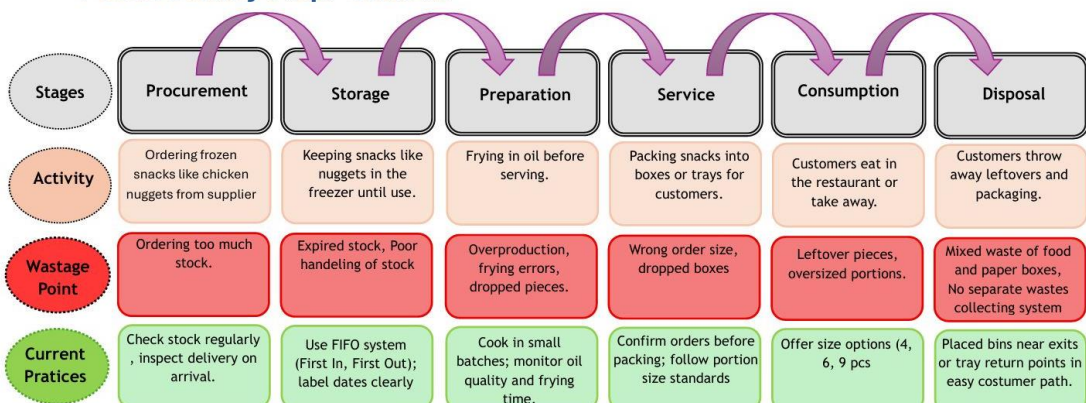 Stages
Procurement
Storage
Preparation
Service
Consumption
Disposal
Activity
Ordering frozen
snacks like chicken
nuggets from supplier
Keeping snacks like
nuggets in the
freezer until use.
Frying in oil before
serving.
Packing snacks into
boxes or trays for
customers.
Customers eat in
the restaurant or
take away.
Customers throw
away leftovers and
packaging.
Wastage
Point
Ordering too much
stock.
Expired stock, Poor
handeling of stock
Overproduction,
frying errors,
dropped pieces.
Wrong order size,
dropped boxes
Leftover pieces,
oversized portions.
Mixed waste of food
and paper boxes,
No separate wastes
collecting system
Current
Pratices
Check stock regularly
, inspect delivery on
arrival.
Use FIFO system
(First In, First Out);
label dates clearly
Cook in small
batches; monitor oil
quality and frying
time.
Confirm orders before
packing; follow portion
size standards
Offer size options (4,
6, 9 pcs
Placed bins near exits
or tray return points in
easy costumer path.